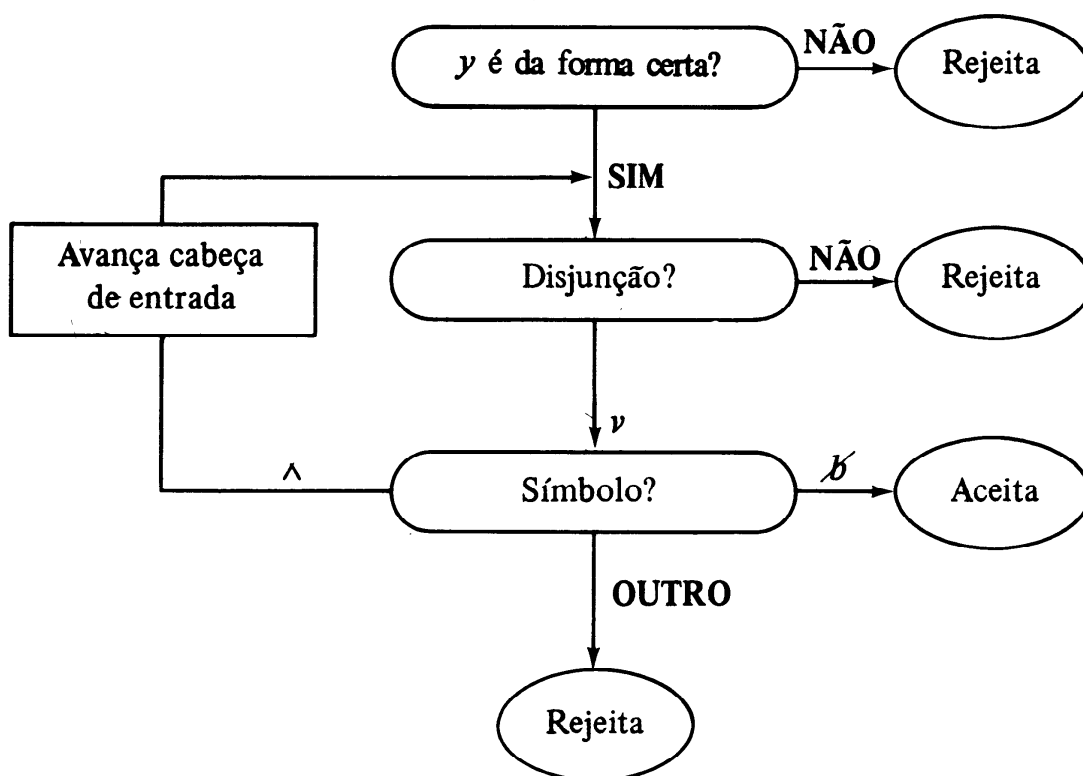 y é da forma certa?
NÃO
Rejeita
SIM
Avança cabeça
de entrada
Disjunção?
NÃO
Rejeita
v
∧
Símbolo?
b̸
Aceita
OUTRO
Rejeita